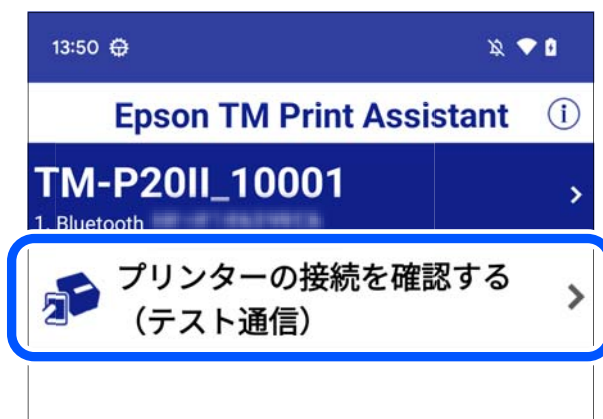 13:50
Epson TM Print Assistant
TM-P20II_10001
1. Bluetooth
プリンターの接続を確認する
（テスト通信）